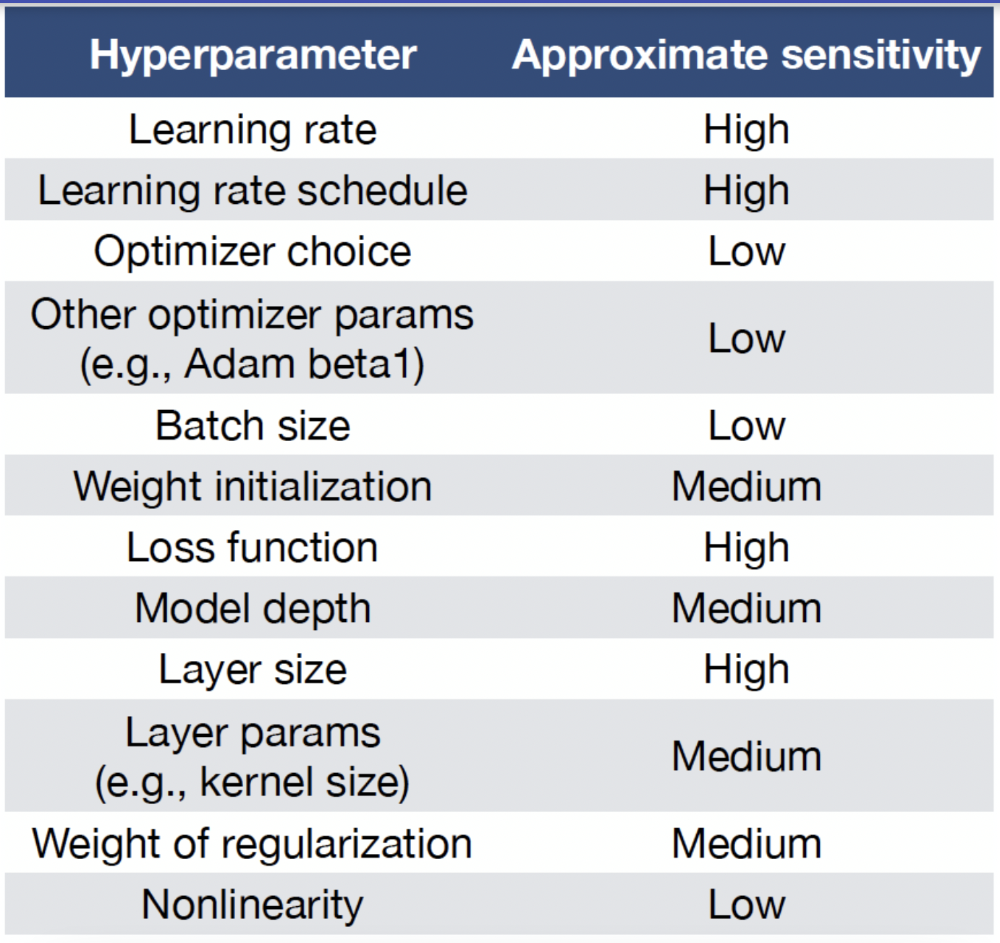 Hyperparameter Approximate sensitivity
Learning rate High
Learning rate schedule High
Optimizer choice Low
Other optimizer params
(e.g., Adam beta1) Low
Batch size Low
Weight initialization Medium
Loss function High
Model depth Medium
Layer size High
Layer params
(e.g., kernel size) Medium
Weight of regularization Medium
Nonlinearity Low